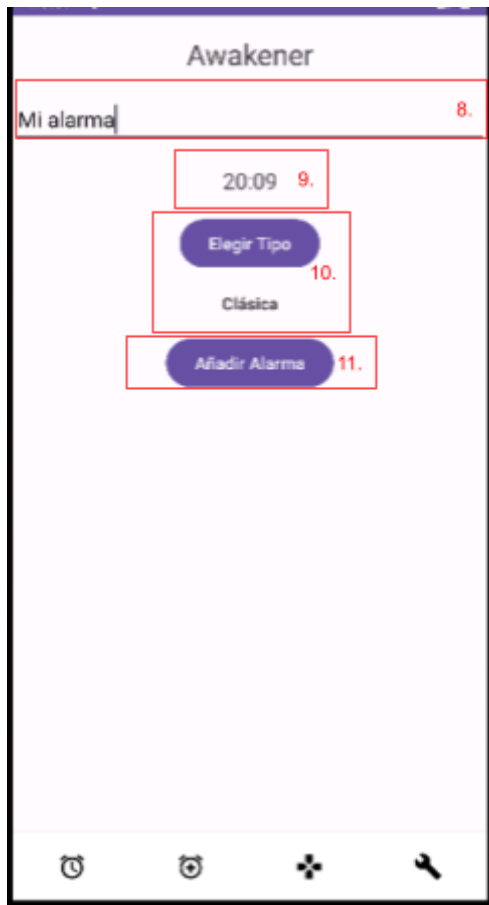 Awakener
Mi alarma 8.
20:09 9.
Elegir Tipo
10.
Clásica
Añadir Alarma 11.